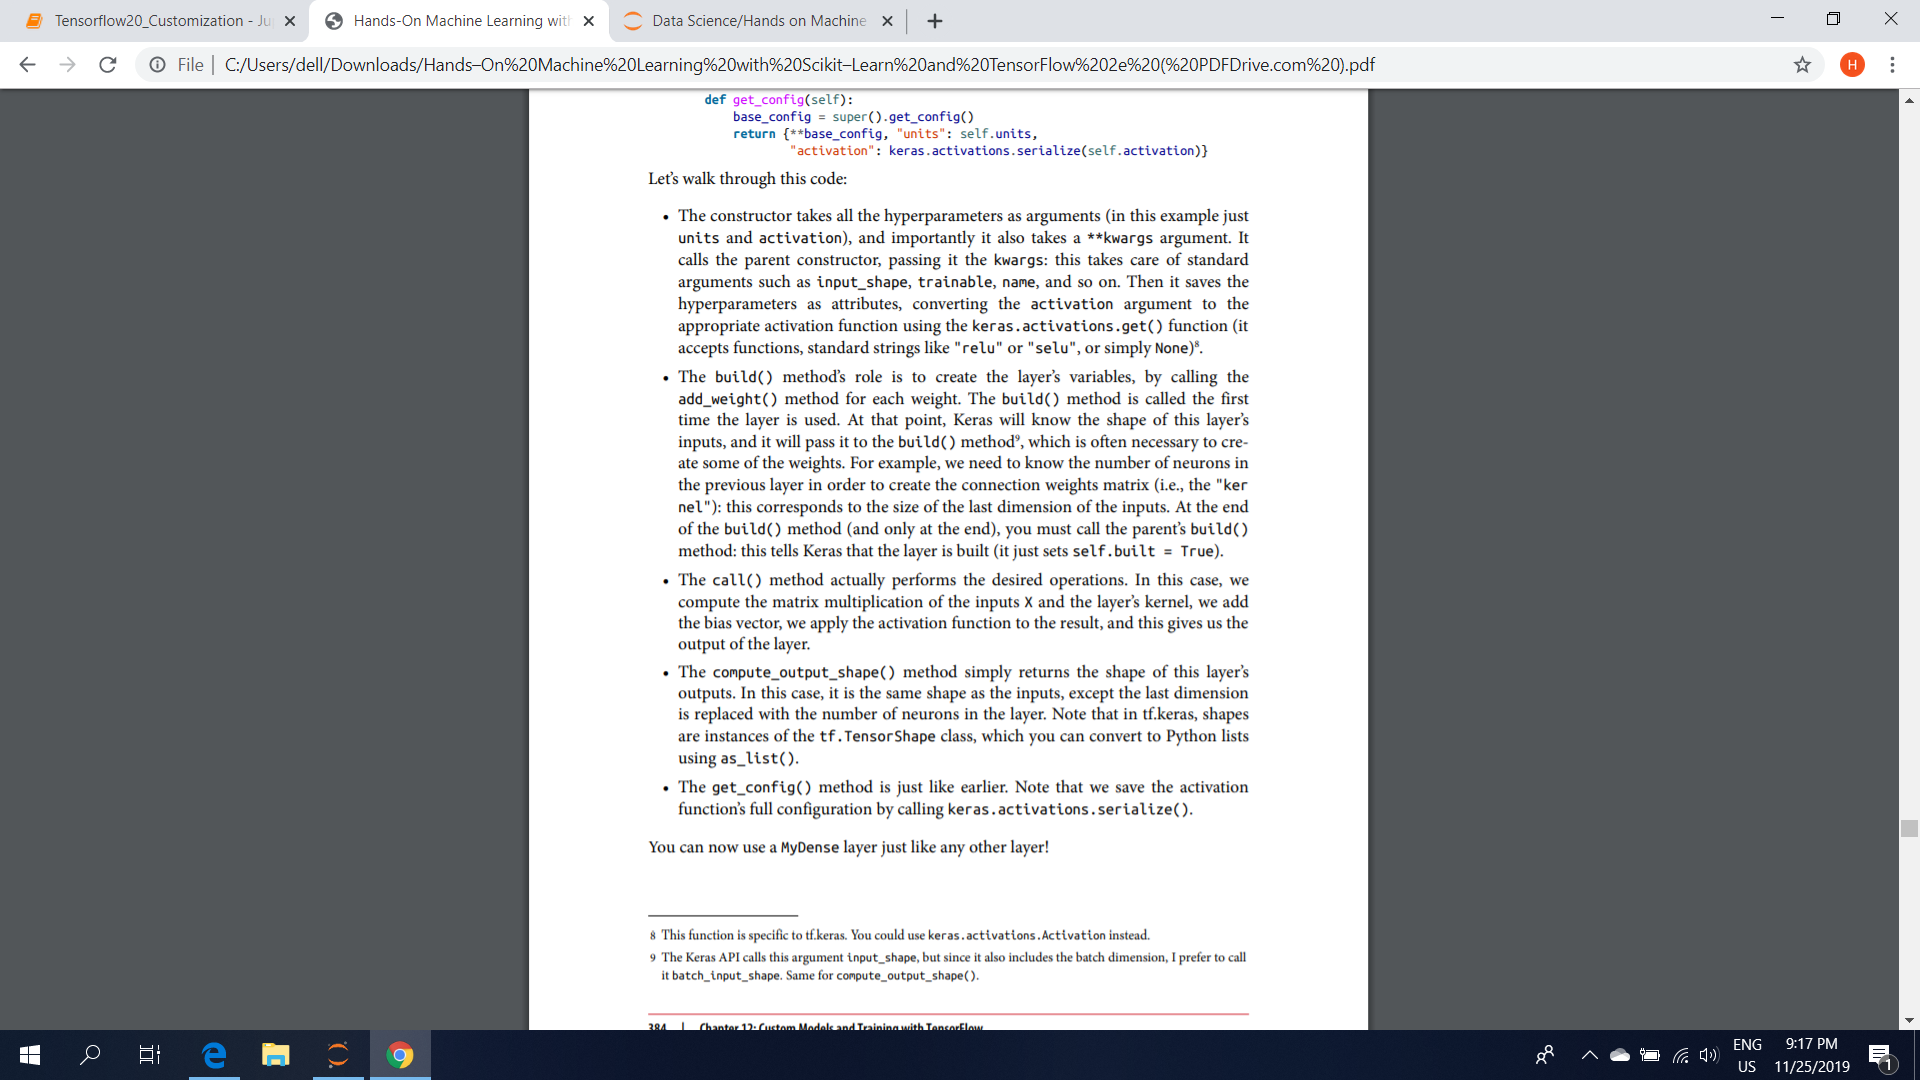 Tensorflow20_Customization - Ju
Hands-On Machine Learning wit
Data Science/Hands on Machine
File | C:/Users/dell/Downloads/Hands–On%20Machine%20Learning%20with%20Scikit–Learn%20and%20TensorFlow%202e%20(%20PDFDrive.com%20).pdf
H
def get_config(self):
base_config = super().get_config()
return {**base_config, "units": self.units,
"activation": keras.activations.serialize(self.activation)}
Let's walk through this code:
• The constructor takes all the hyperparameters as arguments (in this example just
units and activation), and importantly it also takes a **kwargs argument. It
calls the parent constructor, passing it the kwargs: this takes care of standard
arguments such as input_shape, trainable, name, and so on. Then it saves the
hyperparameters as attributes, converting the activation argument to the
appropriate activation function using the keras.activations.get() function (it
accepts functions, standard strings like "relu" or "selu", or simply None)⁸.
• The build() method's role is to create the layer's variables, by calling the
add_weight() method for each weight. The build() method is called the first
time the layer is used. At that point, Keras will know the shape of this layer's
inputs, and it will pass it to the build() method⁹, which is often necessary to cre-
ate some of the weights. For example, we need to know the number of neurons in
the previous layer in order to create the connection weights matrix (i.e., the "ker
nel"): this corresponds to the size of the last dimension of the inputs. At the end
of the build() method (and only at the end), you must call the parent's build()
method: this tells Keras that the layer is built (it just sets self.built = True).
• The call() method actually performs the desired operations. In this case, we
compute the matrix multiplication of the inputs X and the layer's kernel, we add
the bias vector, we apply the activation function to the result, and this gives us the
output of the layer.
• The compute_output_shape() method simply returns the shape of this layer's
outputs. In this case, it is the same shape as the inputs, except the last dimension
is replaced with the number of neurons in the layer. Note that in tf.keras, shapes
are instances of the tf.TensorShape class, which you can convert to Python lists
using as_list().
• The get_config() method is just like earlier. Note that we save the activation
function's full configuration by calling keras.activations.serialize().
You can now use a MyDense layer just like any other layer!
8 This function is specific to tf.keras. You could use keras.activations.Activation instead.
9 The Keras API calls this argument input_shape, but since it also includes the batch dimension, I prefer to call
it batch_input_shape. Same for compute_output_shape().
384 | Chapter 12: Custom Models and Training with TensorFlow
ENG
US
9:17 PM
11/25/2019
1